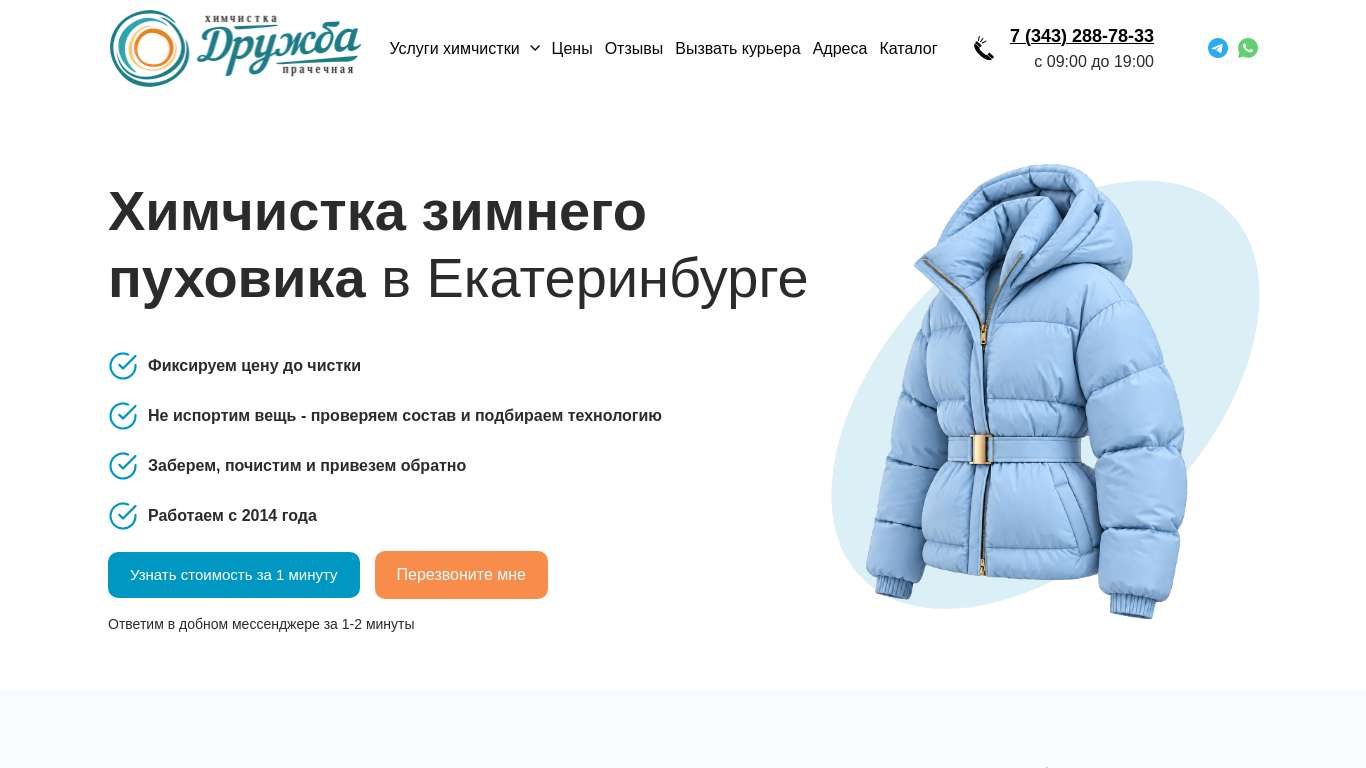 химчистка
Дружба
прачечная
Услуги химчистки
Цены
Отзывы
Вызвать курьера
Адреса
Каталог
7 (343) 288-78-33
с 09:00 до 19:00
Химчистка зимнего
пуховика в Екатеринбурге
Фиксируем цену до чистки
Не испортим вещь - проверяем состав и подбираем технологию
Заберем, почистим и привезем обратно
Работаем с 2014 года
Узнать стоимость за 1 минуту
Перезвоните мне
Ответим в добном мессенджере за 1-2 минуты